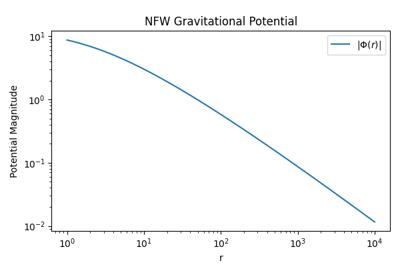 NFW Gravitational Potential
|Φ(r)|
Potential Magnitude
10¹
10⁰
10⁻¹
10⁻²
10⁰ 10¹ 10² 10³ 10⁴
r